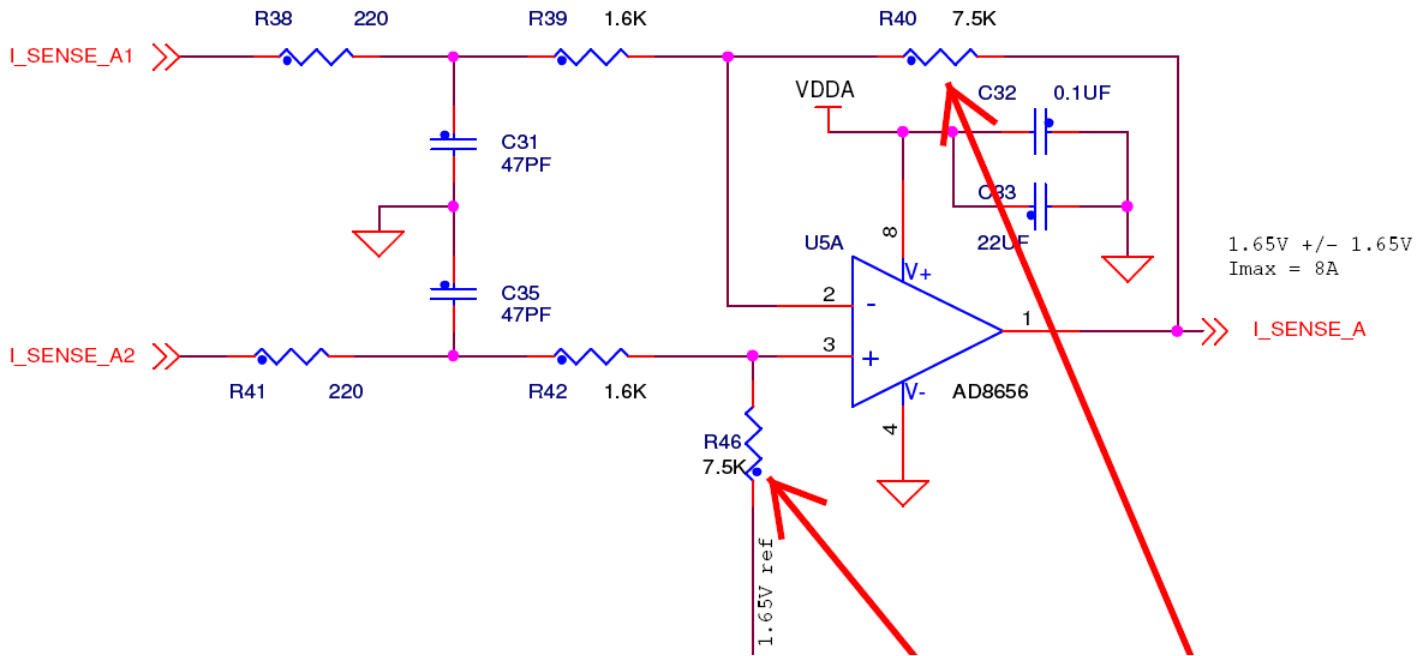 R38 220 R39 1.6K R40 7.5K
I_SENSE_A1
VDDA C32 0.1UF
C31
47PF
C33
8 U5A 22UF
1.65V +/- 1.65V
Imax = 8A
V+
C35
47PF
2 -
1 I_SENSE_A
I_SENSE_A2 3 +
R41 220 R42 1.6K V- AD8656
4
R46
7.5K
1.65V ref